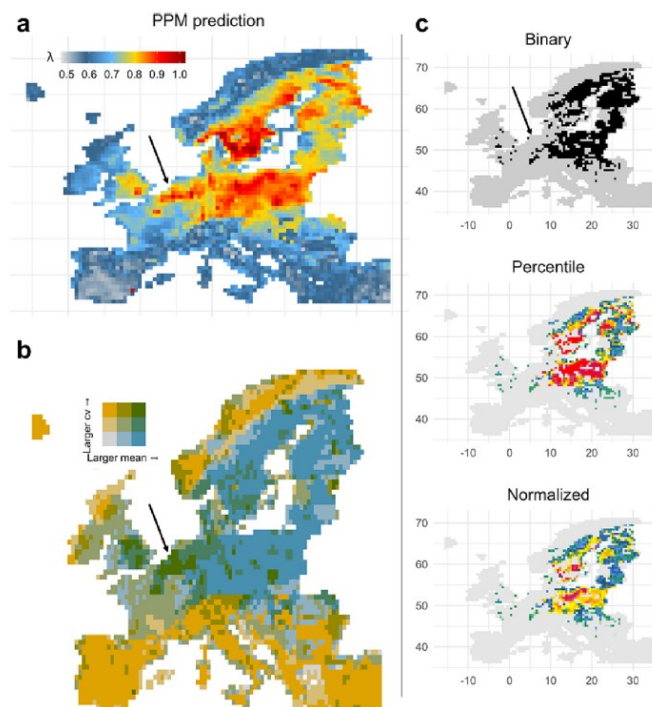 a
PPM prediction
λ
0.5 0.6 0.7 0.8 0.9 1.0
b
Larger cv →
Larger mean →
c
Binary
70
60
50
40
-10 0 10 20 30
Percentile
70
60
50
40
-10 0 10 20 30
Normalized
70
60
50
40
-10 0 10 20 30